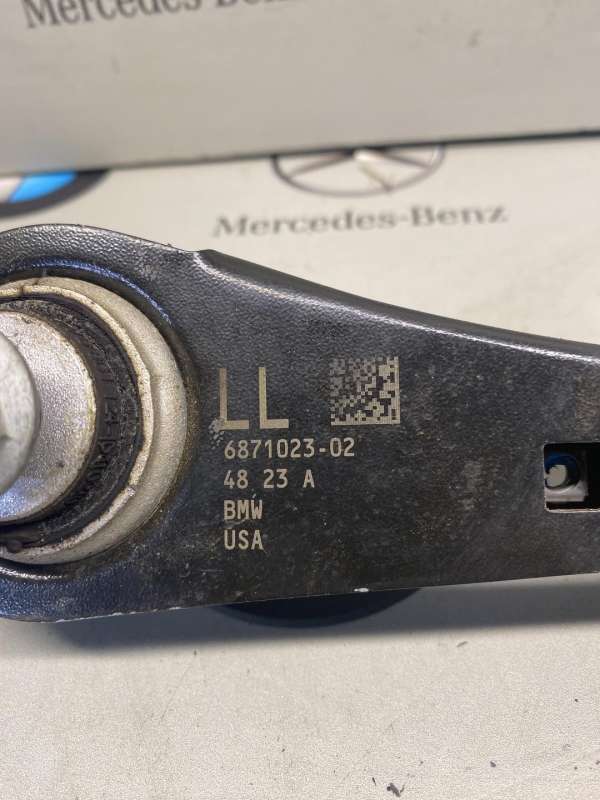 Mercedes-Benz
Mercedes-Benz
LL
6871023-02
48 23 A
BMW
USA